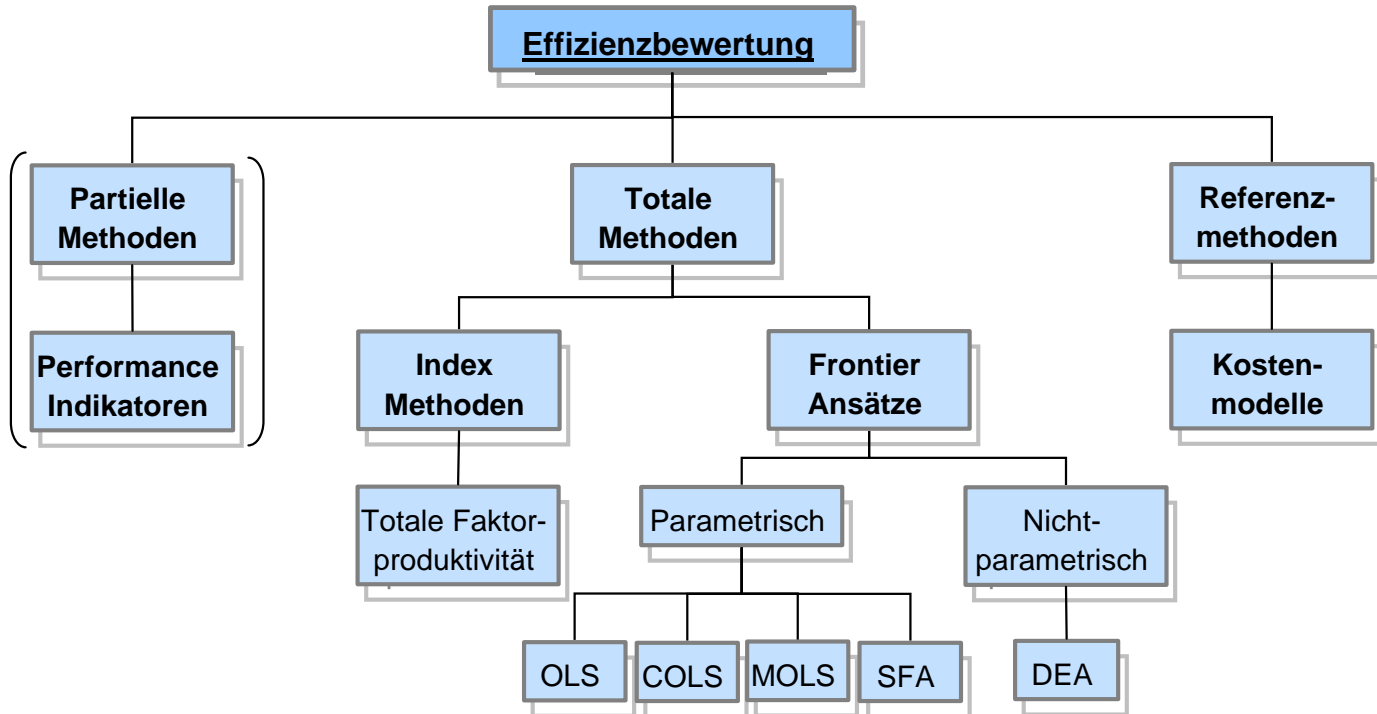 Effizienzbewertung
Partielle
Methoden
Totale
Methoden
Referenz-
methoden
Performance
Indikatoren
Index
Methoden
Frontier
Ansätze
Kosten-
modelle
Totale Faktor-
produktivität
Parametrisch
Nicht-
parametrisch
OLS
COLS
MOLS
SFA
DEA